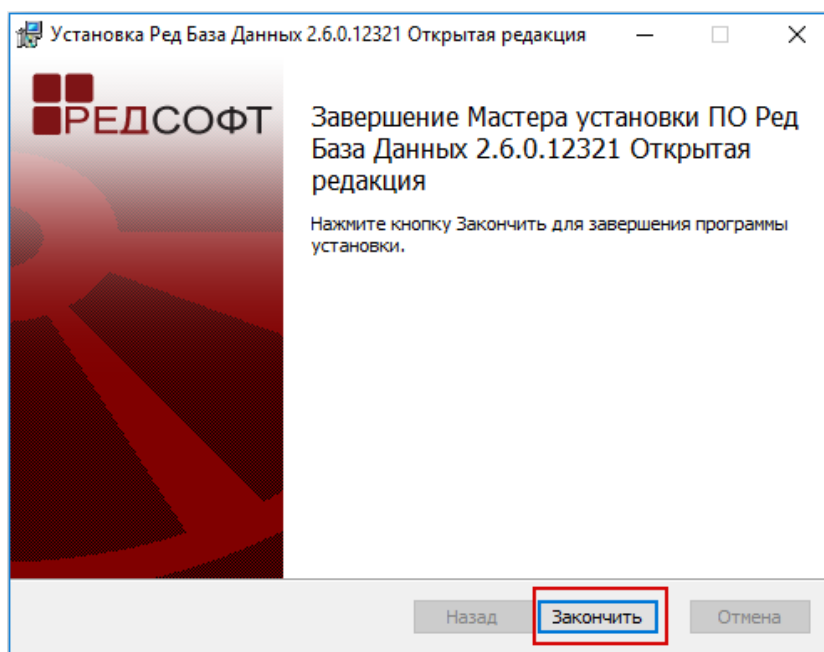 Установка Ред База Данных 2.6.0.12321 Открытая редакция
РЕДСОФТ
Завершение Мастера установки ПО Ред
База Данных 2.6.0.12321 Открытая
редакция
Нажмите кнопку Закончить для завершения программы
установки.
Назад Закончить Отмена